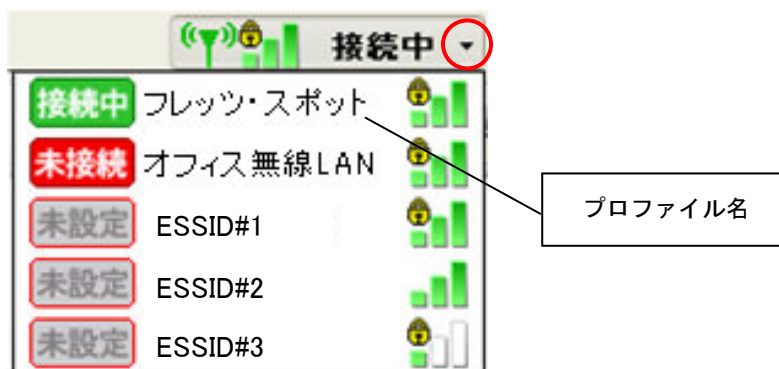 接続中
接続中 フレッツ・スポット
未接続 オフィス無線LAN
未設定 ESSID#1
未設定 ESSID#2
未設定 ESSID#3
プロファイル名